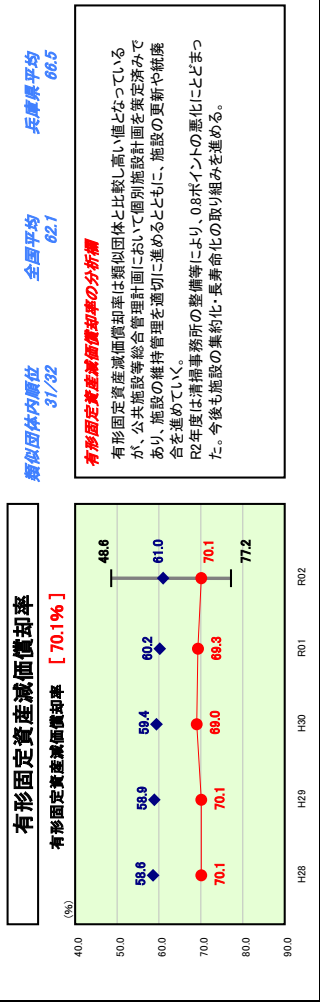 有形固定資産減価償却率
有形固定資産減価償却率 [ 70.1% ]
(%)
40.0
50.0
60.0
70.0
80.0
90.0
58.6
58.9
59.4
60.2
61.0
48.6
70.1
70.1
69.0
69.3
70.1
77.2
H28
H29
H30
R01
R02
類似団体内順位
31/32
全国平均
62.1
兵庫県平均
66.5
有形固定資産減価償却率の分析欄
有形固定資産減価償却率は類似団体と比較し高い値となっている
が、公共施設等総合管理計画において個別施設計画を策定済みで
あり、施設の維持管理を適切に進めるとともに、施設の更新や統廃
合を進めていく。
R2年度は清掃事務所の整備等により、0.8ポイントの悪化にとどまっ
た。今後も施設の集約化・長寿命化の取り組みを進める。